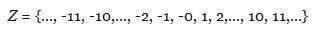 Z = {..., -11, -10,..., -2, -1, -0, 1, 2,..., 10, 11,...}